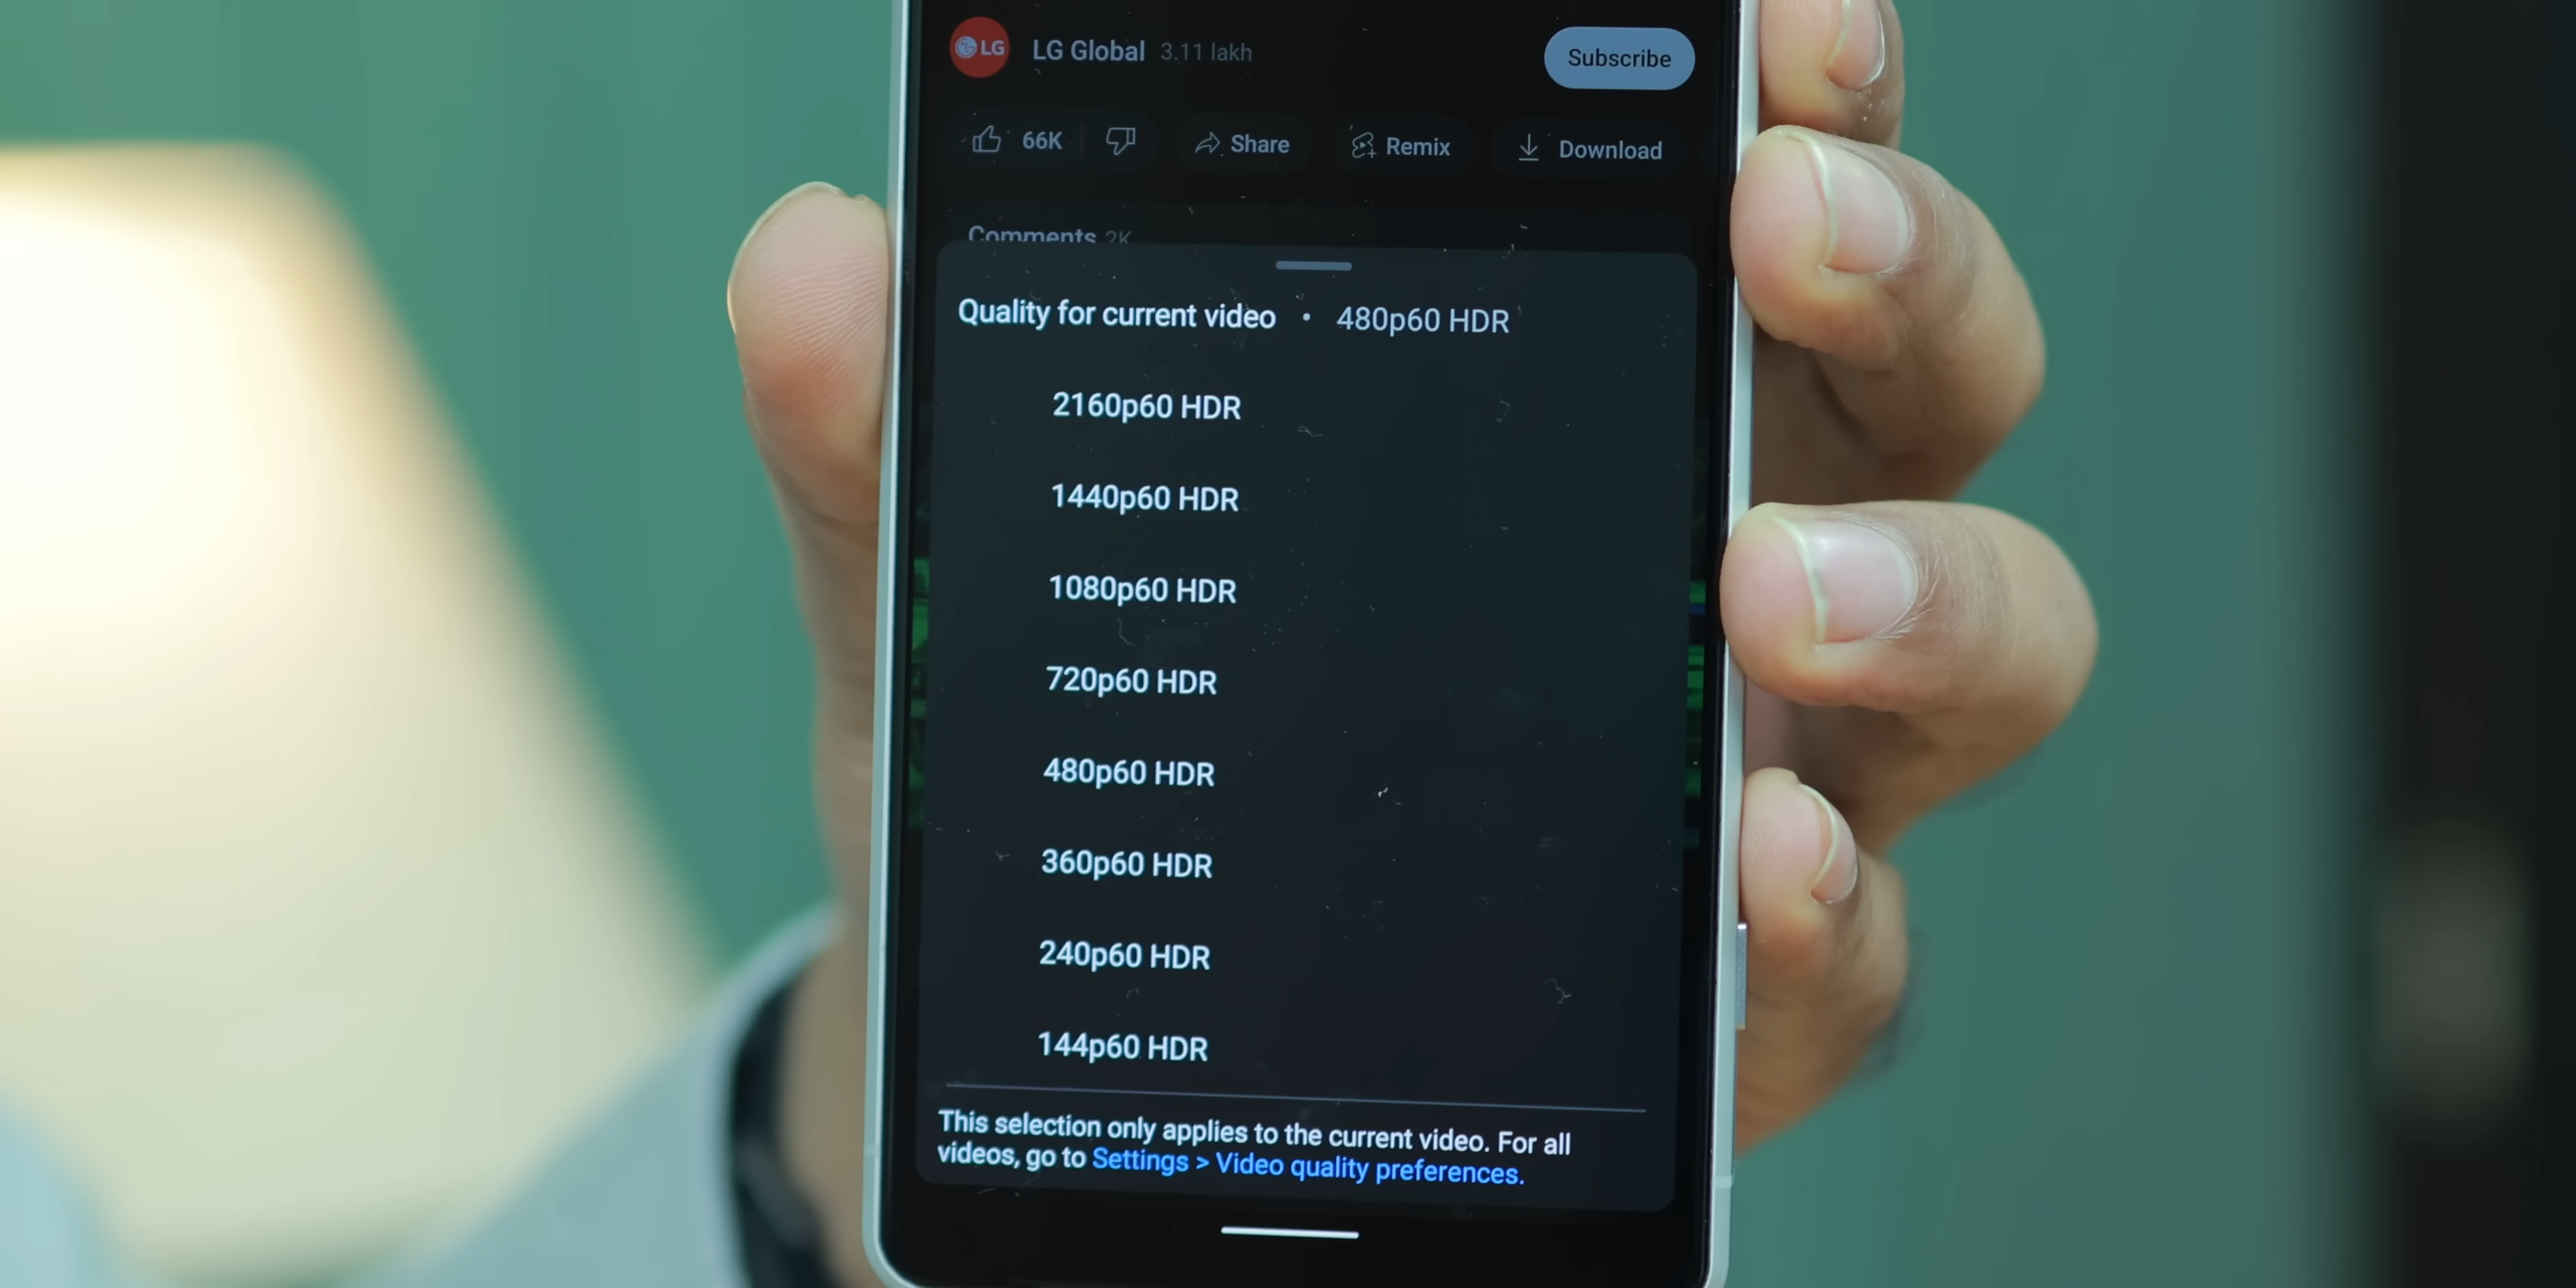 LG LG Global 3.11 lakh Subscribe
66K Share Remix Download
Comments 2K
Quality for current video • 480p60 HDR
2160p60 HDR
1440p60 HDR
1080p60 HDR
720p60 HDR
480p60 HDR
360p60 HDR
240p60 HDR
144p60 HDR
This selection only applies to the current video. For all
videos, go to Settings > Video quality preferences.